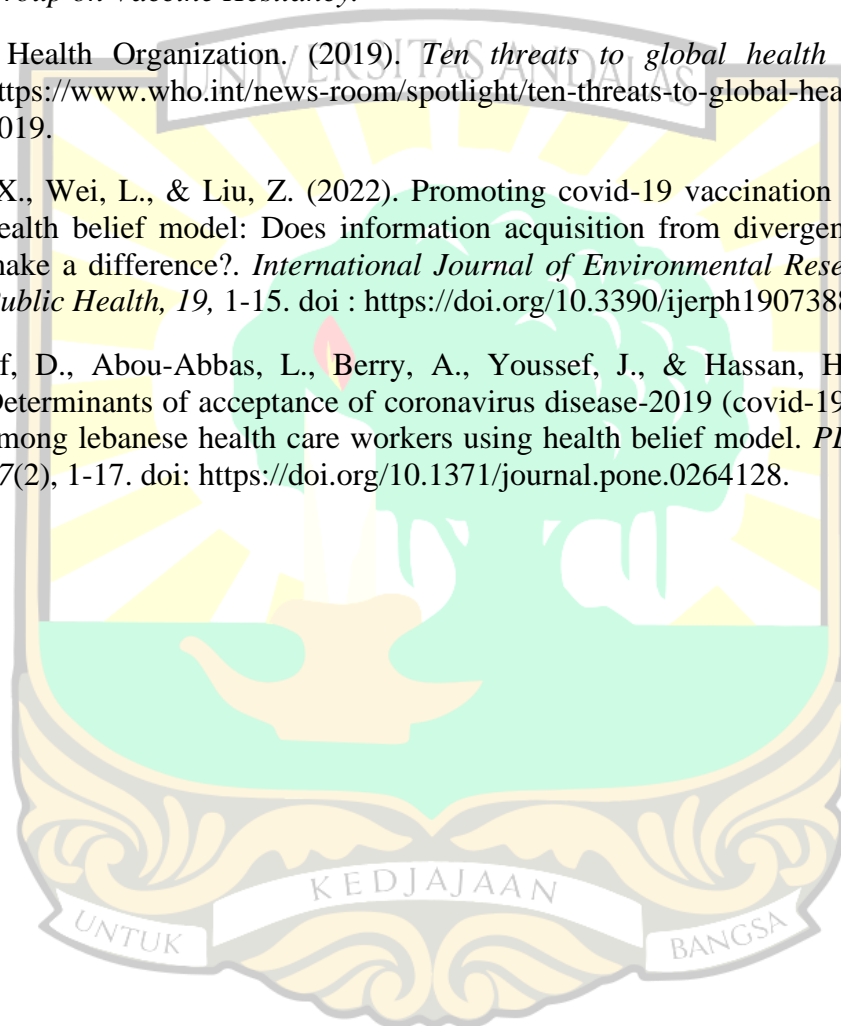 roup on Vaccine Hesitancy.
Health Organization. (2019). Ten threats to global health
ttps://www.who.int/news-room/spotlight/ten-threats-to-global-hea
019.
UNIVERSITAS ANDALAS
X., Wei, L., & Liu, Z. (2022). Promoting covid-19 vaccination
ealth belief model: Does information acquisition from divergen
nake a difference?. International Journal of Environmental Rese
Public Health, 19, 1-15. doi : https://doi.org/10.3390/ijerph1907388
f, D., Abou-Abbas, L., Berry, A., Youssef, J., & Hassan, H
Determinants of acceptance of coronavirus disease-2019 (covid-19
mong lebanese health care workers using health belief model. PL
7(2), 1-17. doi: https://doi.org/10.1371/journal.pone.0264128.
UNTUK KEDJAJAAN BANGSA